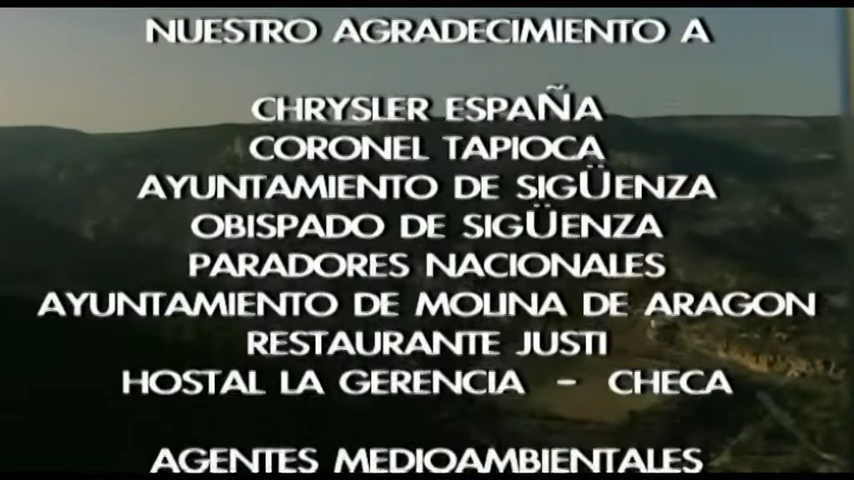 NUESTRO AGRADECIMIENTO A
CHRYSLER ESPAÑA
CORONEL TAPIOCA
AYUNTAMIENTO DE SIGÜENZA
OBISPADO DE SIGÜENZA
PARADORES NACIONALES
AYUNTAMIENTO DE MOLINA DE ARAGON
RESTAURANTE JUSTI
HOSTAL LA GERENCIA - CHECA
AGENTES MEDIOAMBIENTALES